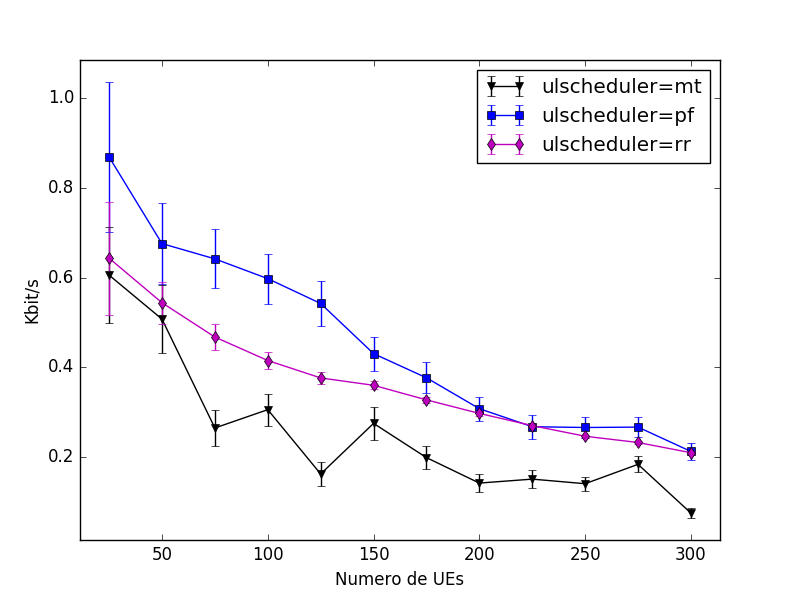 ulscheduler=mt
ulscheduler=pf
ulscheduler=rr
1.0
0.8
0.6
0.4
0.2
Kbit/s
50 100 150 200 250 300
Numero de UEs